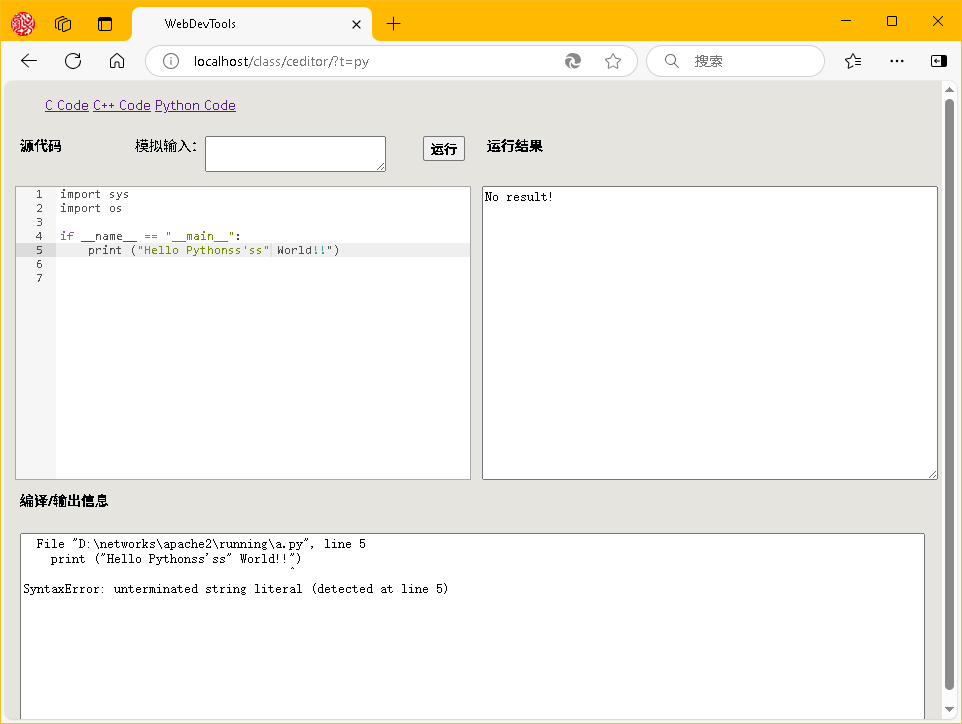 WebDevTools
localhost/class/ceditor/?t=py
搜索
C Code C++ Code Python Code
源代码 模拟输入: 运行 运行结果
1 import sys
2 import os
3
4 if __name__ == "__main__":
5 print ("Hello Pythonss'ss" World!!")
6
7
No result!
编译/输出信息
File "D:\networks\apache2\running\a.py", line 5
print ("Hello Pythonss'ss" World!!")
^
SyntaxError: unterminated string literal (detected at line 5)